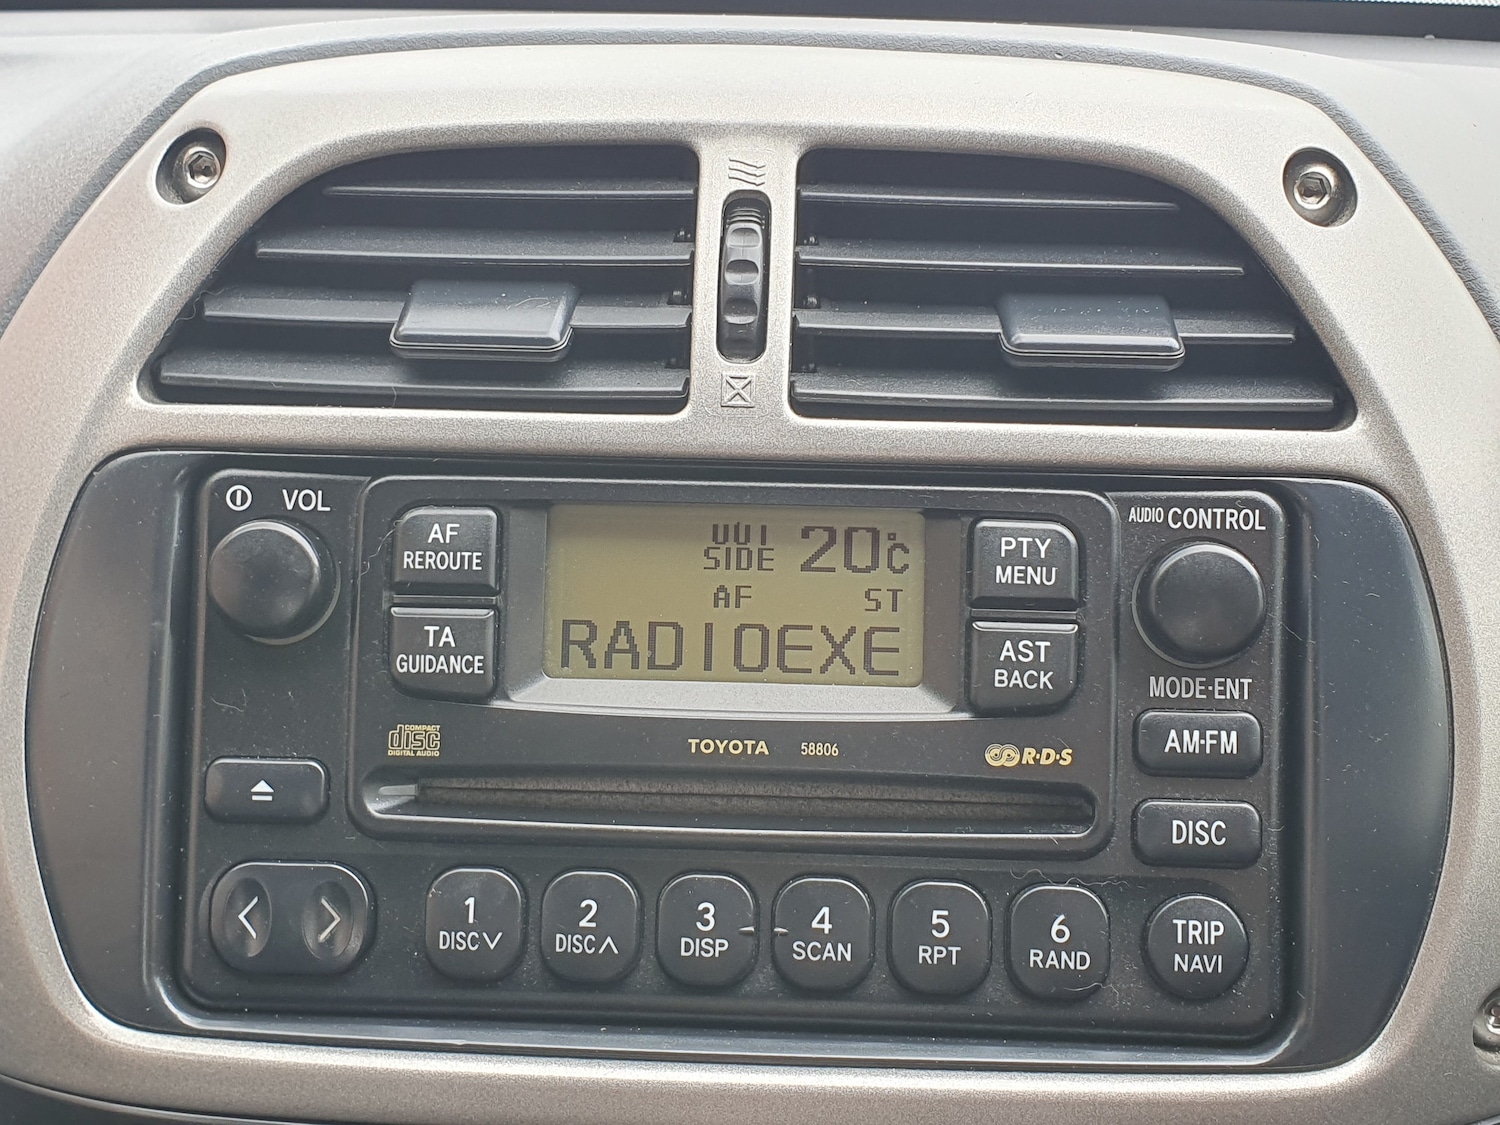 VOL
AF
REROUTE
TA
GUIDANCE
SIDE
20°C
AF ST
RADIOEXE
PTY
MENU
AST
BACK
AUDIO CONTROL
MODE·ENT
AM·FM
DISC
COMPACT
disc
DIGITAL AUDIO
TOYOTA 58806
R·D·S
1
DISC
2
DISC
3
DISP
4
SCAN
5
RPT
6
RAND
TRIP
NAVI